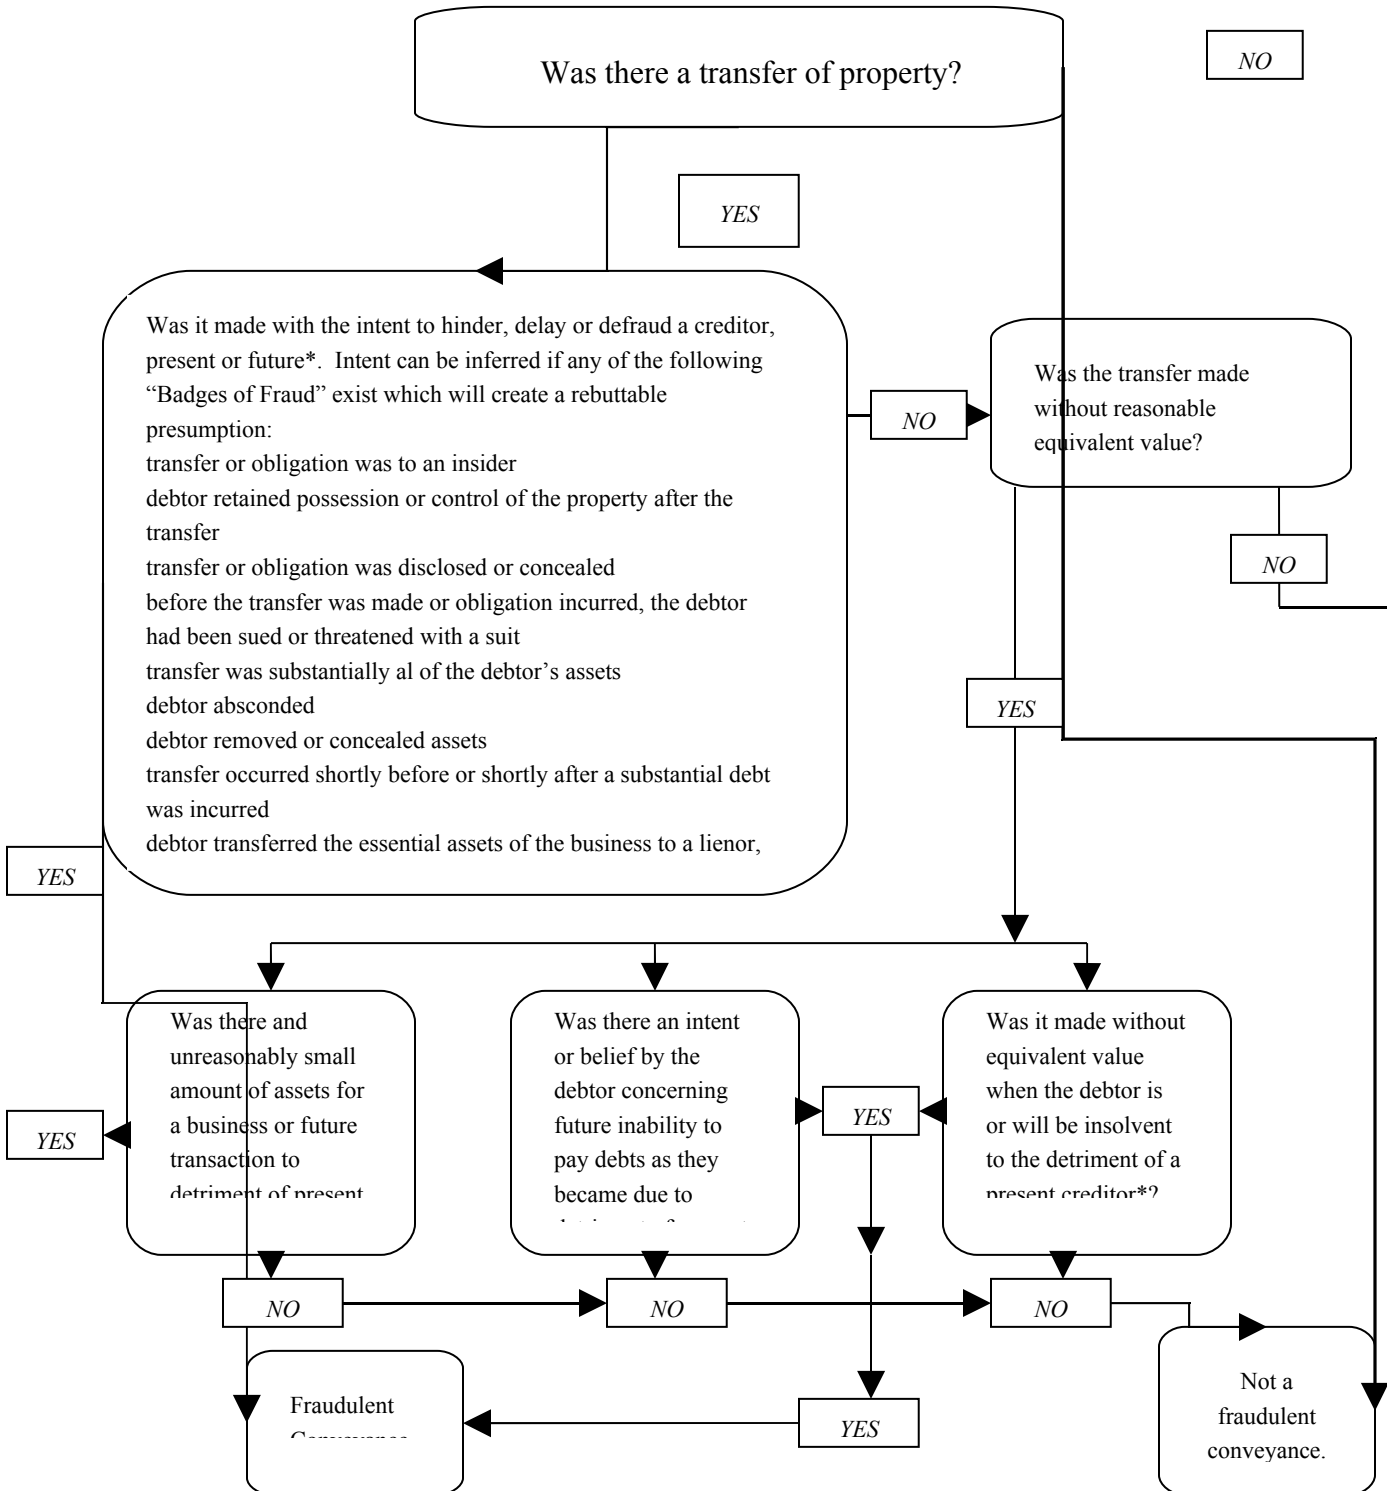 Was there a transfer of property?
NO
YES
Was it made with the intent to hinder, delay or defraud a creditor,
present or future*.  Intent can be inferred if any of the following
“Badges of Fraud” exist which will create a rebuttable
presumption:
transfer or obligation was to an insider
debtor retained possession or control of the property after the
transfer
transfer or obligation was disclosed or concealed
before the transfer was made or obligation incurred, the debtor
had been sued or threatened with a suit
transfer was substantially al of the debtor’s assets
debtor absconded
debtor removed or concealed assets
transfer occurred shortly before or shortly after a substantial debt
was incurred
debtor transferred the essential assets of the business to a lienor,
NO
Was the transfer made
without reasonable
equivalent value?
NO
YES
YES
Was there and
unreasonably small
amount of assets for
a business or future
transaction to
detriment of present
YES
Was there an intent
or belief by the
debtor concerning
future inability to
pay debts as they
became due to
YES
Was it made without
equivalent value
when the debtor is
or will be insolvent
to the detriment of a
present creditor*?
NO
NO
NO
Fraudulent
Conveyance
YES
Not a
fraudulent
conveyance.